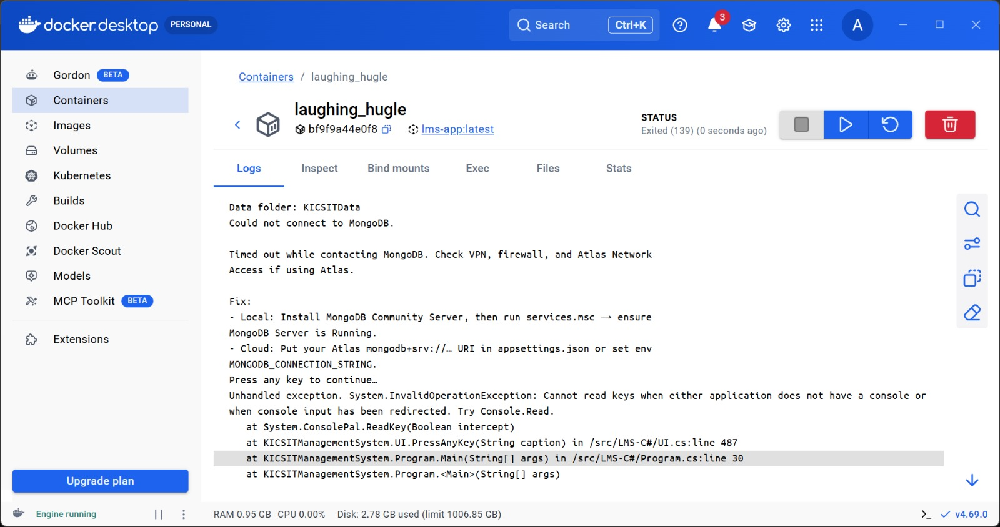 docker.desktop PERSONAL
Search Ctrl+K
3
A
Gordon BETA
Containers
Images
Volumes
Kubernetes
Builds
Docker Hub
Docker Scout
Models
MCP Toolkit BETA
Extensions
Upgrade plan
Containers / laughing_hugle
laughing_hugle
bf9f9a44e0f8 lms-app:latest
STATUS
Exited (139) (0 seconds ago)
Logs Inspect Bind mounts Exec Files Stats
Data folder: KICSITData
Could not connect to MongoDB.
Timed out while contacting MongoDB. Check VPN, firewall, and Atlas Network
Access if using Atlas.
Fix:
- Local: Install MongoDB Community Server, then run services.msc → ensure
MongoDB Server is Running.
- Cloud: Put your Atlas mongodb+srv://… URI in appsettings.json or set env
MONGODB_CONNECTION_STRING.
Press any key to continue…
Unhandled exception. System.InvalidOperationException: Cannot read keys when either application does not have a console or
when console input has been redirected. Try Console.Read.
at System.ConsolePal.ReadKey(Boolean intercept)
at KICSITManagementSystem.UI.PressAnyKey(String caption) in /src/LMS-C#/UI.cs:line 487
at KICSITManagementSystem.Program.Main(String[] args) in /src/LMS-C#/Program.cs:line 30
at KICSITManagementSystem.Program.<Main>(String[] args)
Engine running
RAM 0.95 GB CPU 0.00% Disk: 2.78 GB used (limit 1006.85 GB)
v4.69.0